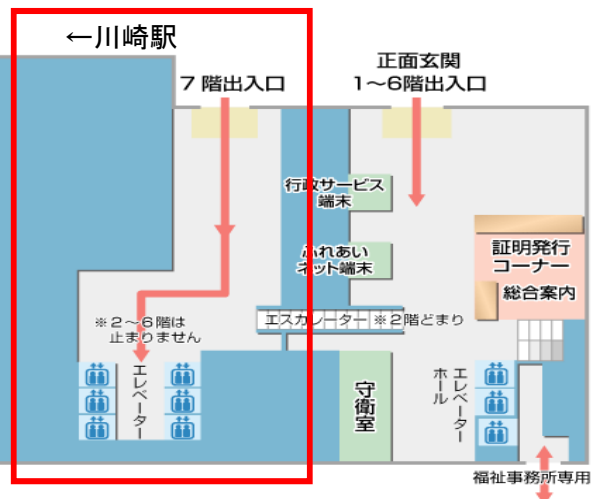 ←川崎駅
7階出入口
正面玄関
1～6階出入口
行政サービス
端末
ふれあい
ネット端末
証明発行
コーナー
総合案内
エスカレーター ※2階どまり
※2～6階は
止まりません
エレベーター
守衛室
エレベーター
ホール
福祉事務所専用